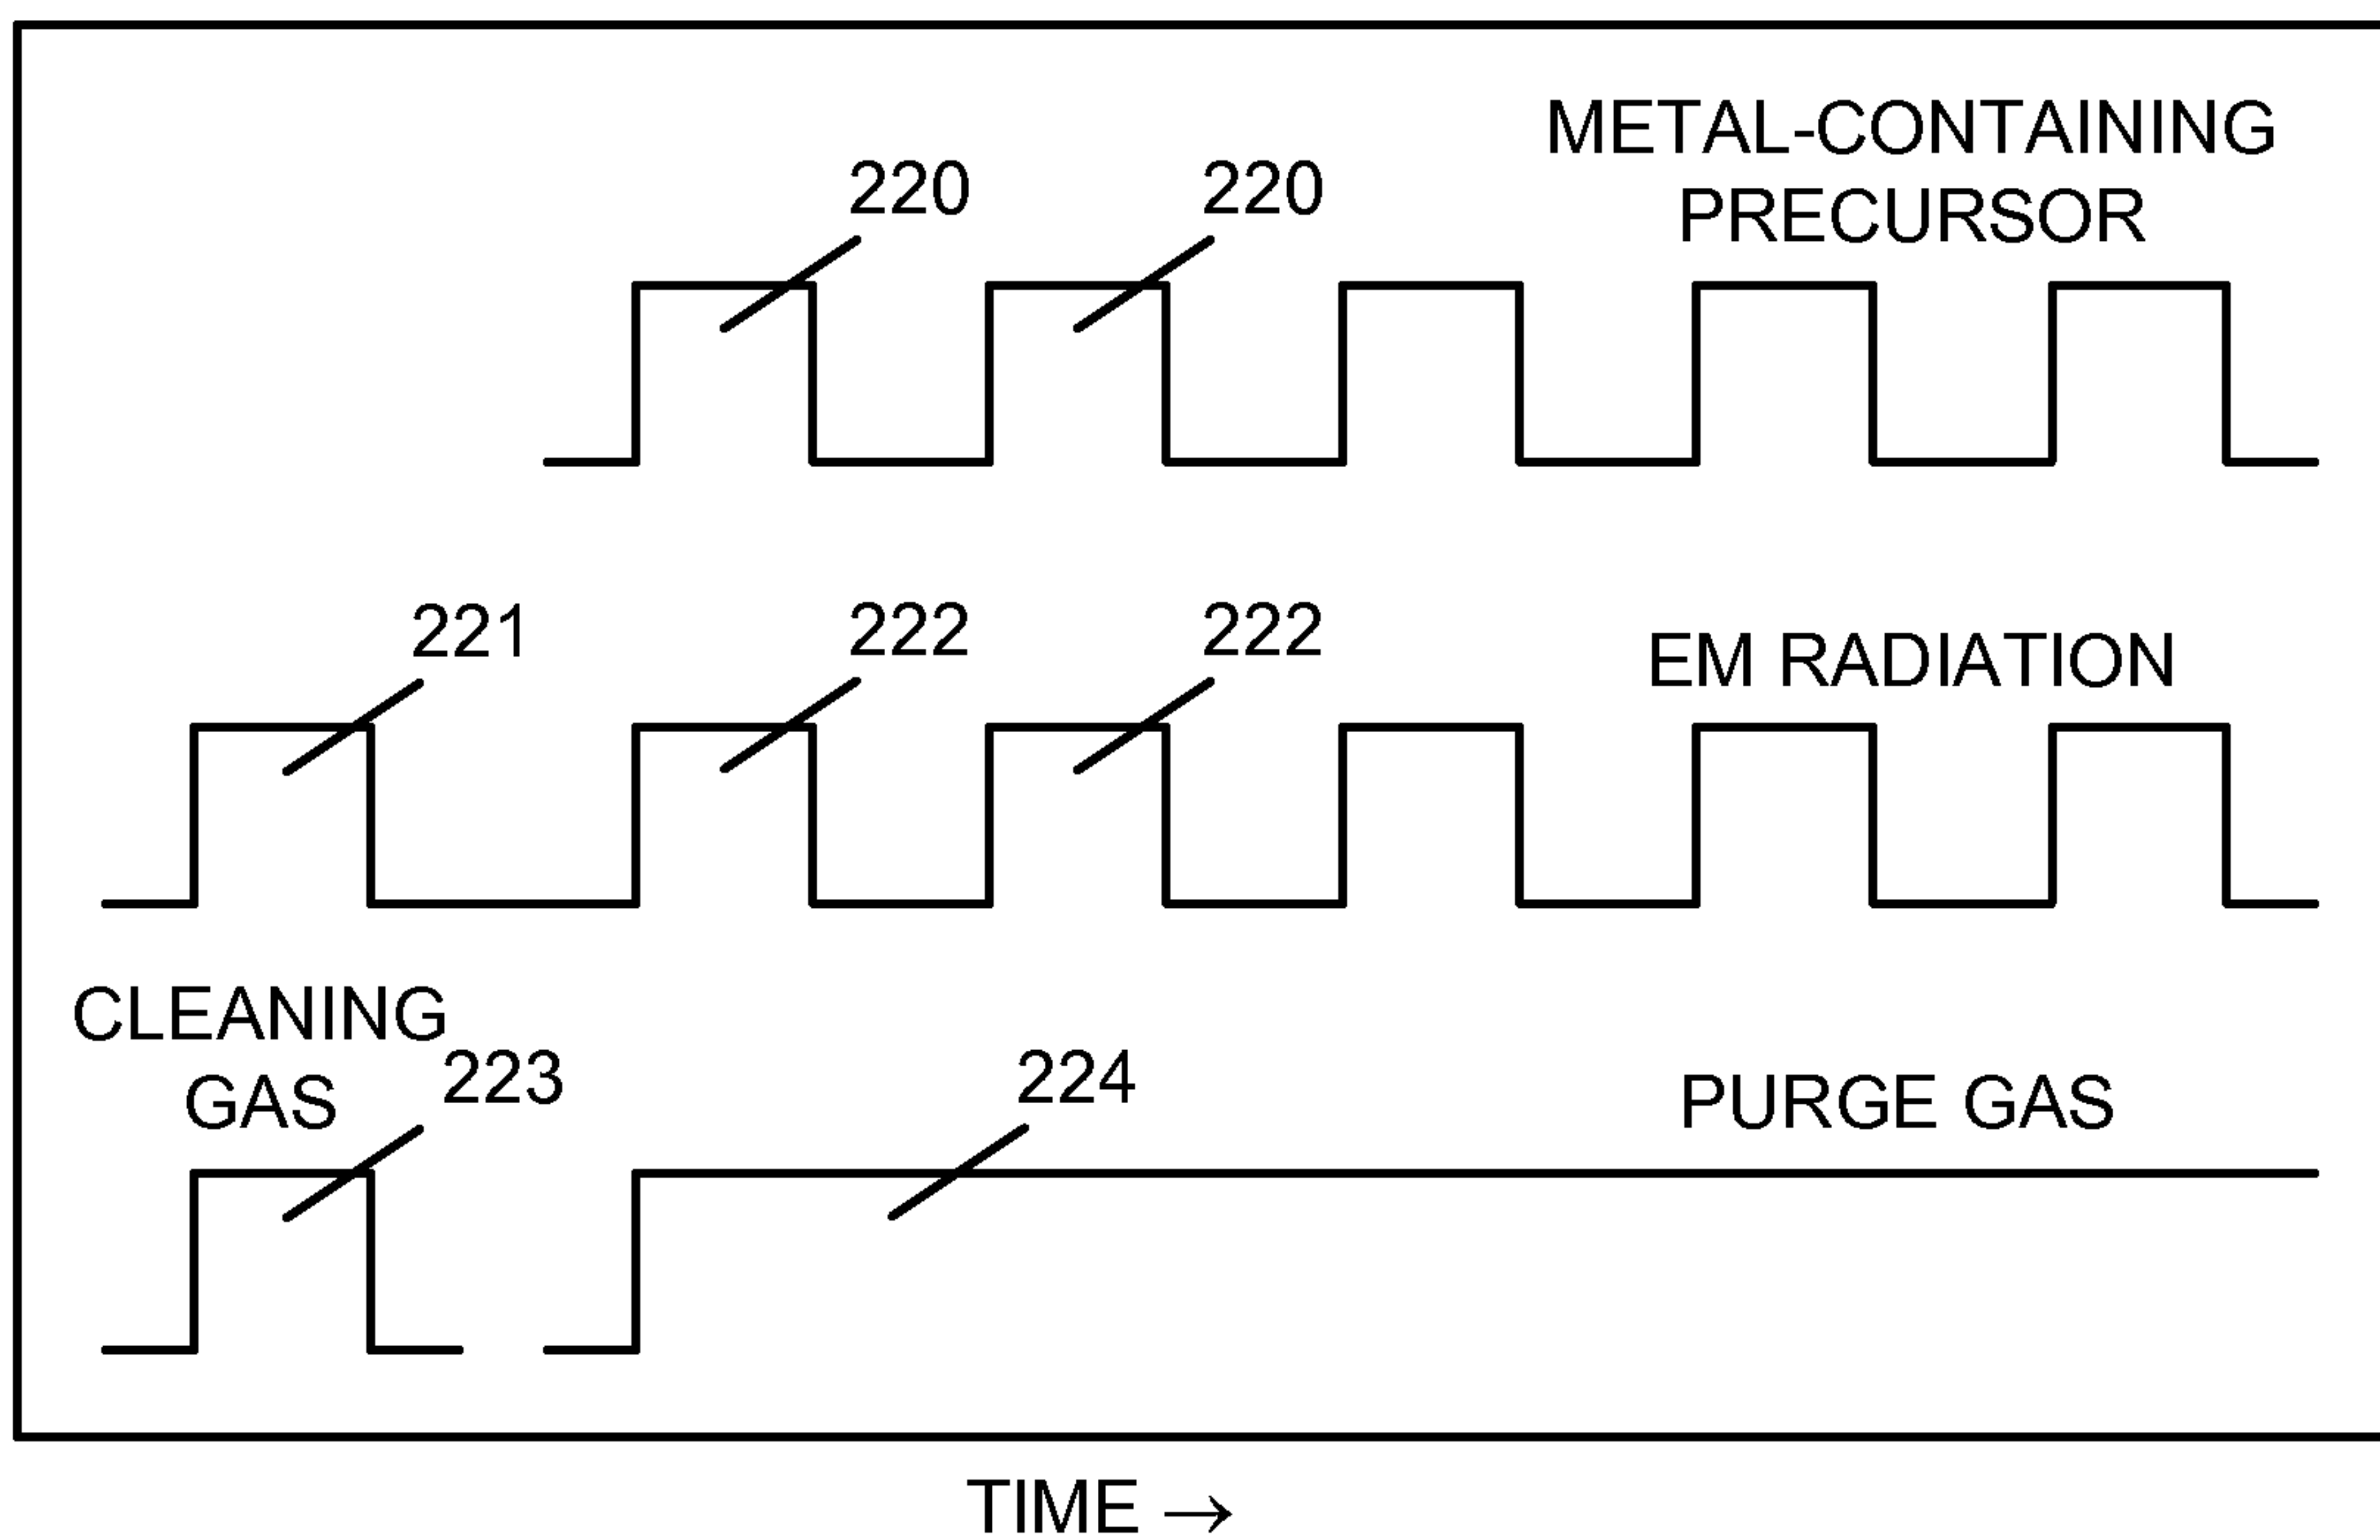 METAL-CONTAINING
PRECURSOR
220
220
221
222
222
EM RADIATION
CLEANING
GAS
223
224
PURGE GAS
TIME →